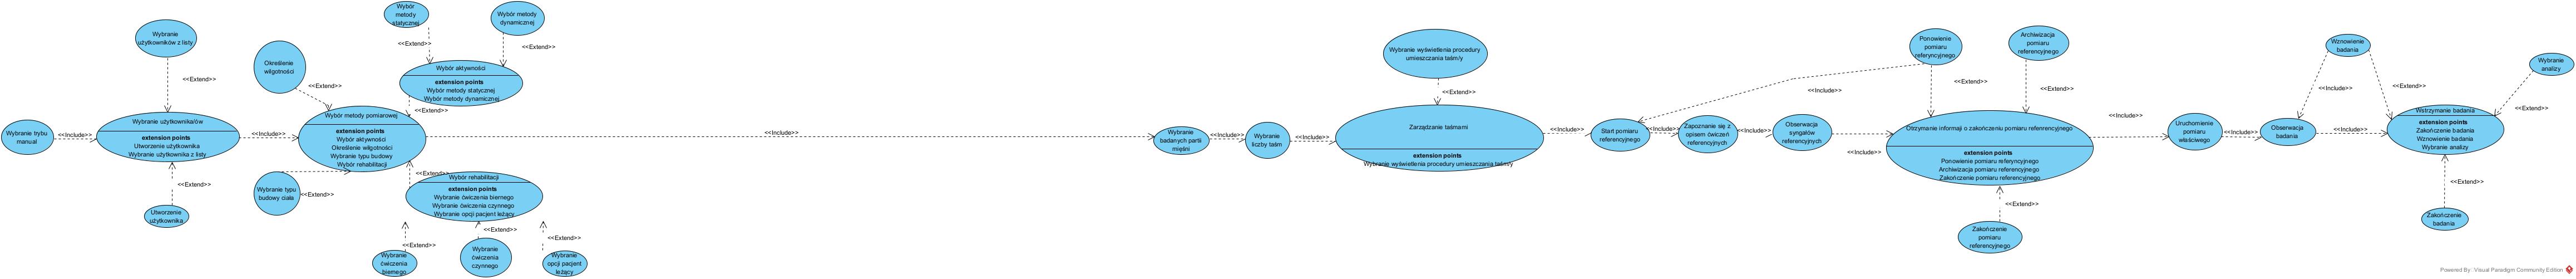 Wybranie trybu
manual
<<Include>>
Wybranie
użytkowników z listy
<<Extend>>
Wybranie użytkownika/ów
extension points
Utworzenie użytkownika
Wybranie użytkownika z listy
<<Extend>>
Utworzenie
użytkownika
<<Include>>
Określenie
wilgotności
<<Extend>>
Wybór metody pomiarowej
extension points
Wybór aktywności
Określenie wilgotności
Wybranie typu budowy
Wybór rehabilitacji
Wybranie typu
budowy ciała
<<Extend>>
Wybór
metody
statycznej
<<Extend>>
Wybór metody
dynamicznej
<<Extend>>
Wybór aktywności
extension points
Wybór metody statycznej
Wybór metody dynamicznej
<<Extend>>
<<Extend>>
Wybór rehabilitacji
extension points
Wybranie ćwiczenia biernego
Wybranie ćwiczenia czynnego
Wybranie opcji pacjent leżący
<<Extend>>
Wybranie
ćwiczenia
biernego
<<Extend>>
Wybranie
ćwiczenia
czynnego
<<Extend>>
Wybranie
opcji pacjent
leżący
<<Include>>
Wybranie
badanych partii
mięśni
<<Include>>
Wybranie
liczby taśm
<<Include>>
Wybranie wyświetlenia procedury
umieszczania taśm/y
<<Extend>>
Zarządzanie taśmami
extension points
Wybranie wyświetlenia procedury umieszczania taśm/y
<<Include>>
Start pomiaru
referencyjnego
<<Include>>
Zapoznanie się z
opisem ćwiczeń
referencyjnych
<<Include>>
Obserwacja
syngałów
referencyjnych
<<Include>>
<<Include>>
Ponowienie
pomiaru
referyncyjnego
<<Extend>>
Archiwizacja
pomiaru
referencyjnego
<<Extend>>
Otrzymanie informacji o zakończeniu pomiaru referencyjnego
extension points
Ponowienie pomiaru referyncyjnego
Archiwizacja pomiaru referencyjnego
Zakończenie pomiaru referencyjnego
<<Extend>>
Zakończenie
pomiaru
referencyjnego
<<Include>>
Uruchomienie
pomiaru
właściwego
<<Include>>
Obserwacja
badania
<<Include>>
Wznowienie
badania
<<Include>>
<<Extend>>
Wybranie
analizy
<<Extend>>
Wstrzymanie badania
extension points
Zakończenie badania
Wznowienie badania
Wybranie analizy
<<Extend>>
Zakończenie
badania
Powered By: Visual Paradigm Community Edition